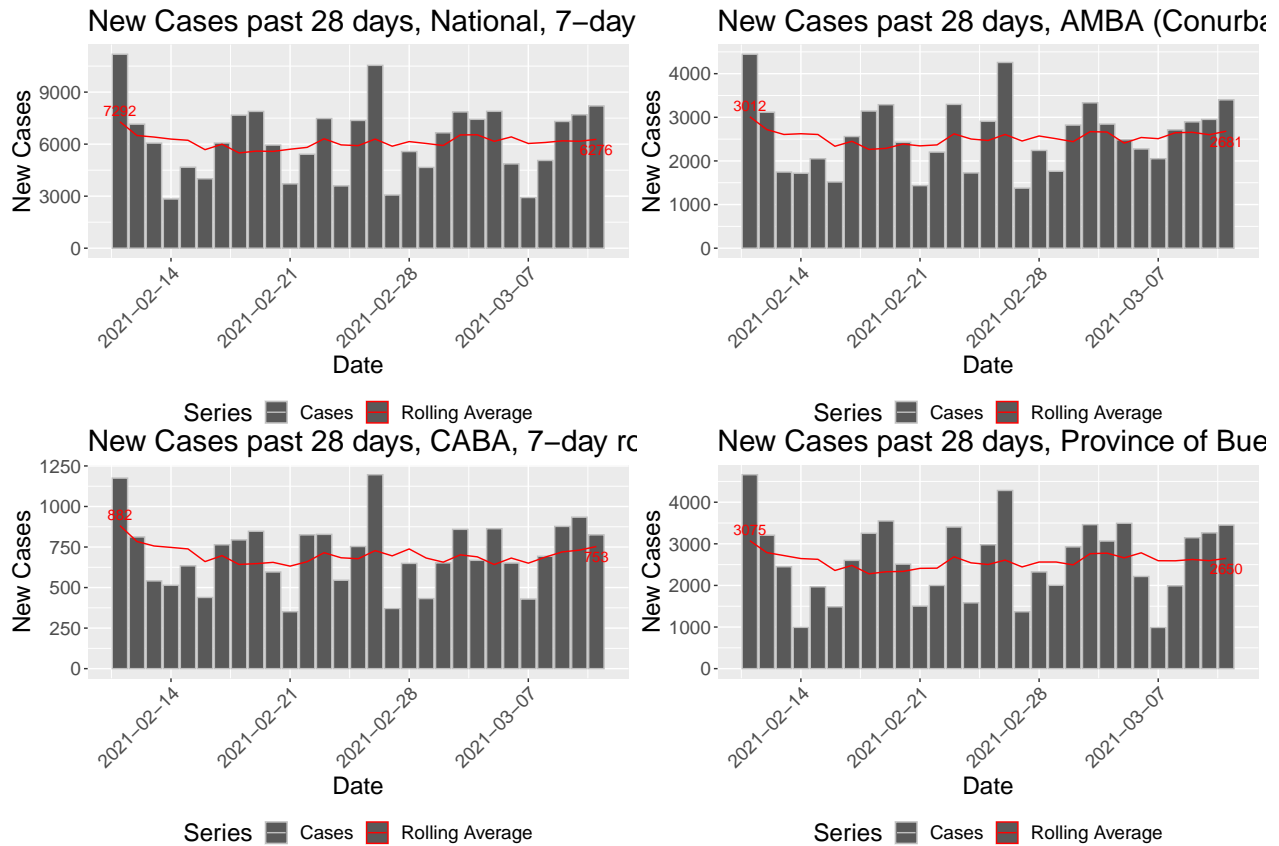 New Cases past 28 days, National, 7−day
New Cases
9000
6000
3000
0
7292
6276
2021−02−14
2021−02−21
2021−02−28
2021−03−07
Date
Series Cases Rolling Average
New Cases past 28 days, AMBA (Conurba
New Cases
4000
3000
2000
1000
0
3012
2681
2021−02−14
2021−02−21
2021−02−28
2021−03−07
Date
Series Cases Rolling Average
New Cases past 28 days, CABA, 7−day ro
New Cases
1250
1000
750
500
250
0
882
753
2021−02−14
2021−02−21
2021−02−28
2021−03−07
Date
Series Cases Rolling Average
New Cases past 28 days, Province of Bue
New Cases
4000
3000
2000
1000
0
3075
2650
2021−02−14
2021−02−21
2021−02−28
2021−03−07
Date
Series Cases Rolling Average